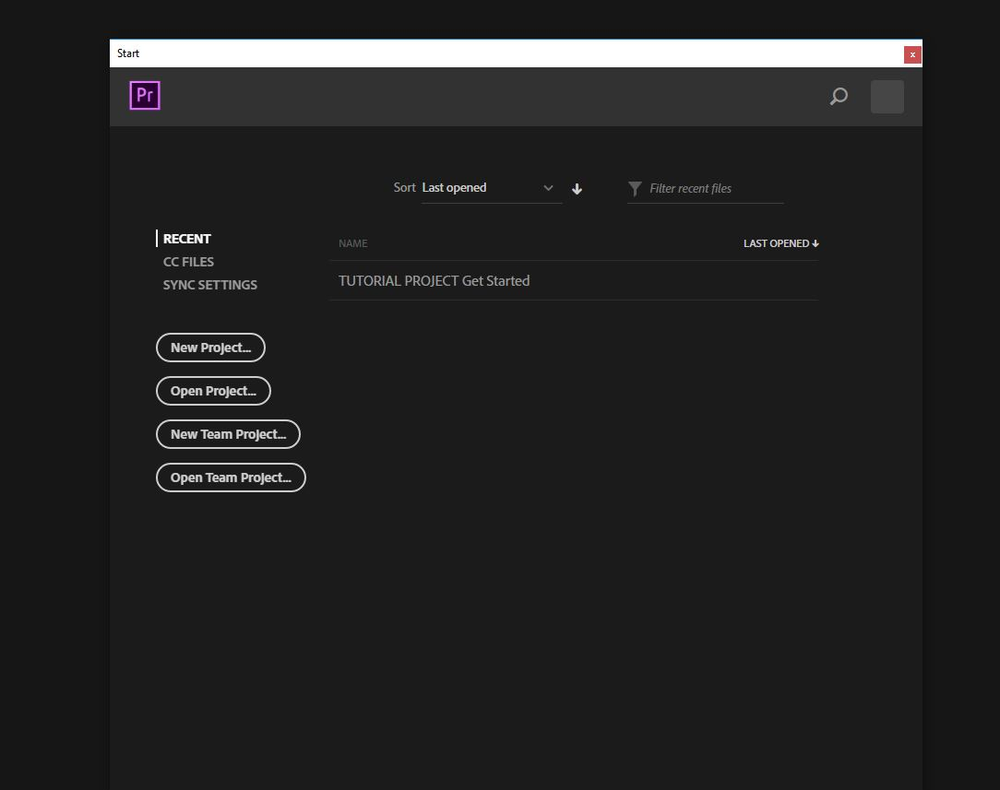 Start
x
Pr
Sort Last opened
Filter recent files
RECENT
CC FILES
SYNC SETTINGS
NAME
LAST OPENED
TUTORIAL PROJECT Get Started
New Project...
Open Project...
New Team Project...
Open Team Project...